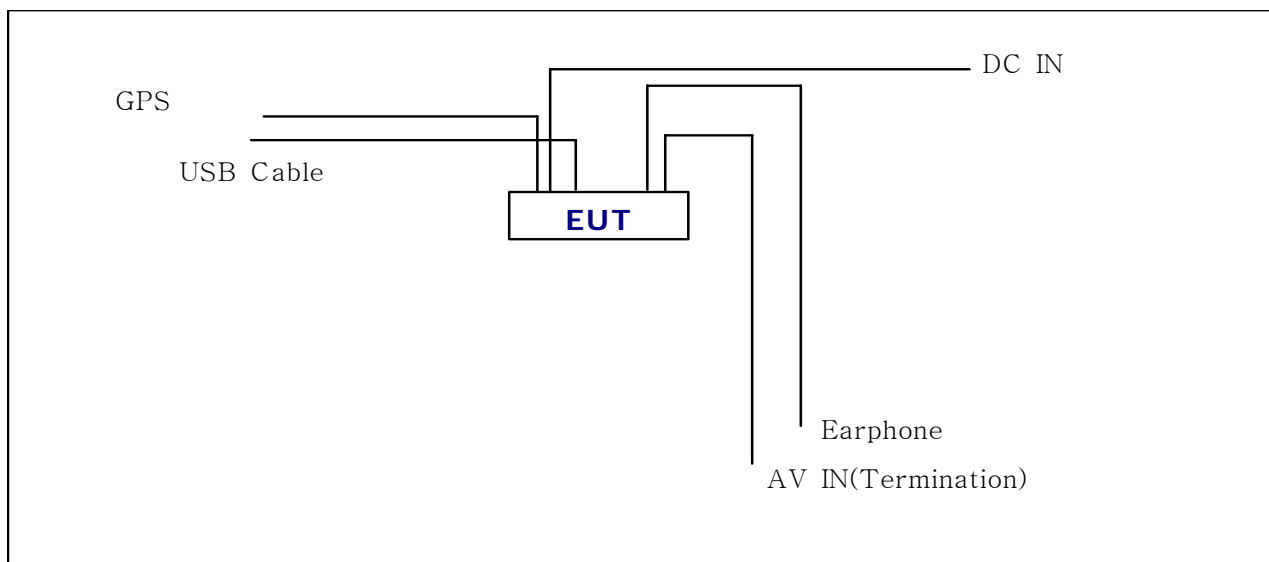 DC IN
GPS
USB Cable
EUT
Earphone
AV IN(Termination)